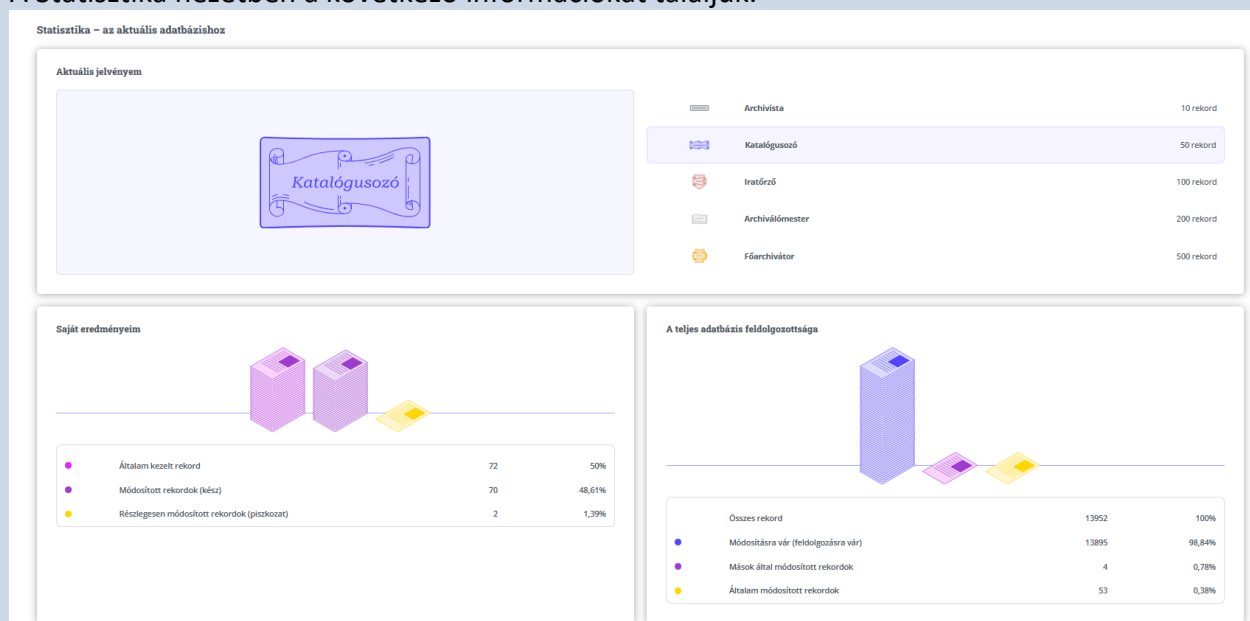 A Statisztika nézetben a következő információkat találjuk:
Statisztika – az aktuális adatbázishoz
Aktuális jelvényem
Katalógusozó
Archivista 10 rekord
Katalógusozó 50 rekord
Iratőrző 100 rekord
Archiválómester 200 rekord
Főarchivátor 500 rekord
Saját eredményeim
Általam kezelt rekord 72 50%
Módosított rekordok (kész) 70 48,61%
Részlegesen módosított rekordok (piszkozat) 2 1,39%
A teljes adatbázis feldolgozottsága
Összes rekord 13952 100%
Módosításra vár (feldolgozásra vár) 13895 98,84%
Mások által módosított rekordok 4 0,78%
Általam módosított rekordok 53 0,38%